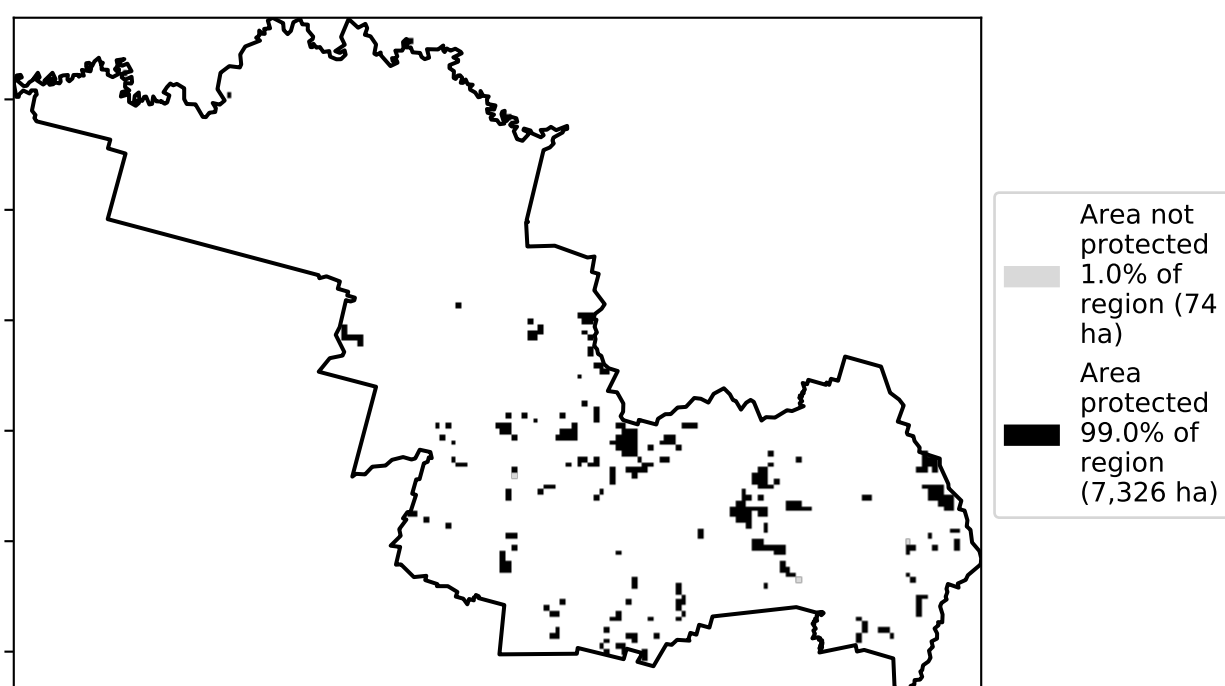 Area not
protected
1.0% of
region (74
ha)
Area
protected
99.0% of
region
(7,326 ha)